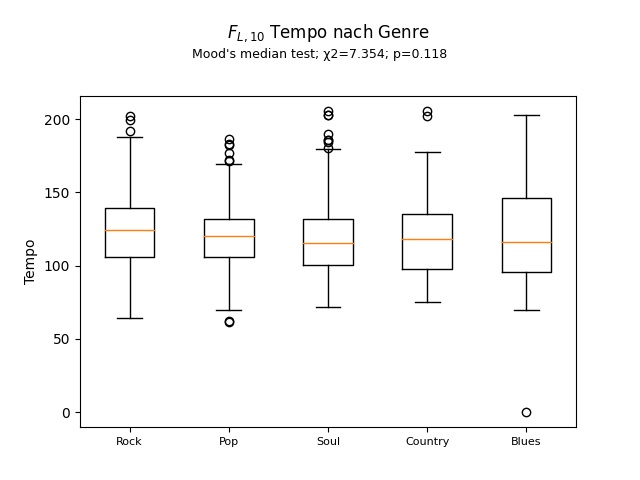 F_{L, 10} Tempo nach Genre
Mood's median test; χ2=7.354; p=0.118
200
150
100
50
0
Tempo
Rock Pop Soul Country Blues